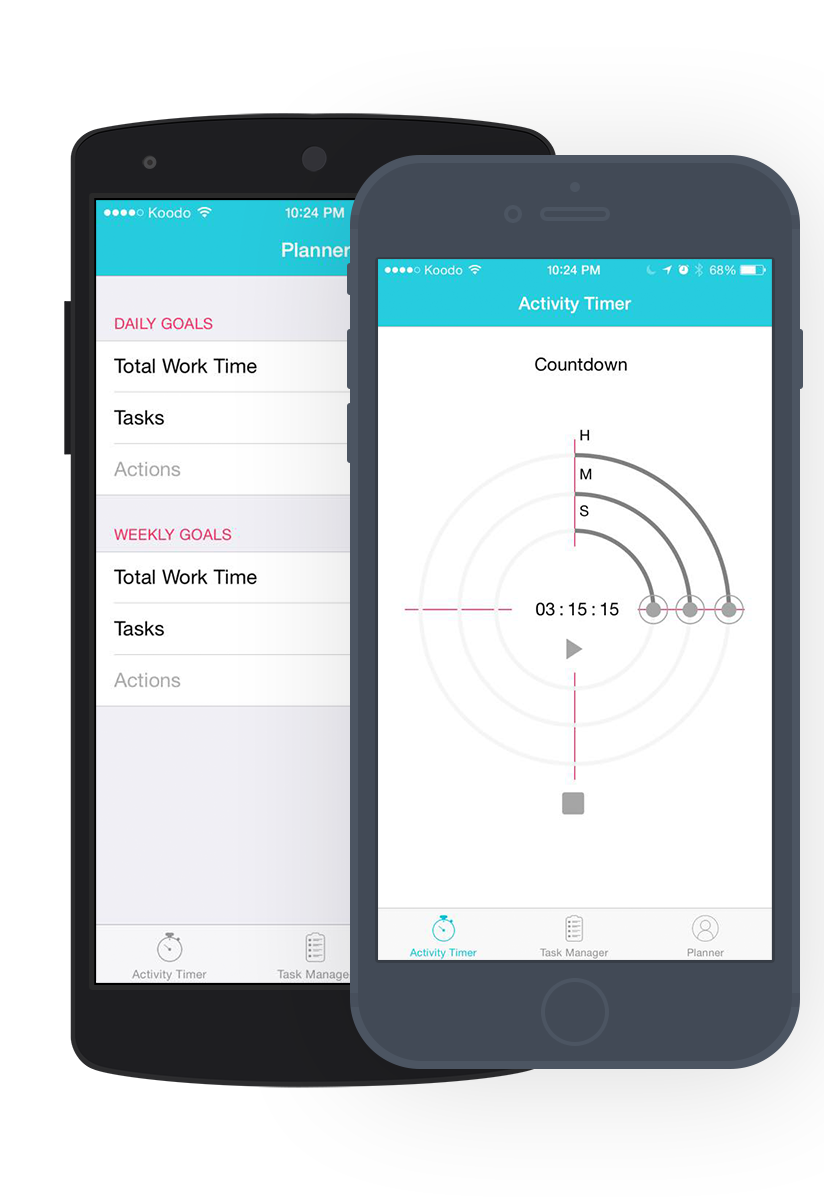 Koodo
10:24 PM
Planner
DAILY GOALS
Total Work Time
Tasks
Actions
WEEKLY GOALS
Total Work Time
Tasks
Actions
Activity Timer
Task Manage
Koodo
10:24 PM
68%
Activity Timer
Countdown
H
M
S
03 : 15 : 15
Activity Timer
Task Manager
Planner